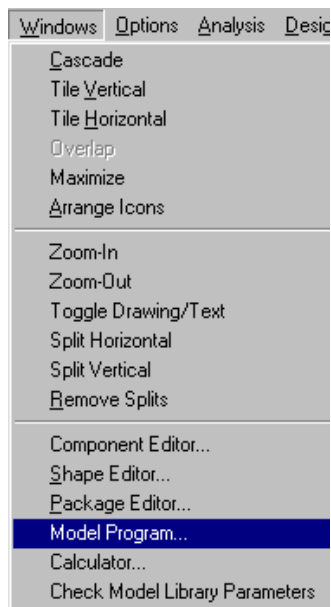 Windows Options Analysis Desig
Cascade
Tile Vertical
Tile Horizontal
Overlap
Maximize
Arrange Icons
Zoom-In
Zoom-Out
Toggle Drawing/Text
Split Horizontal
Split Vertical
Remove Splits
Component Editor...
Shape Editor...
Package Editor...
Model Program...
Calculator...
Check Model Library Parameters